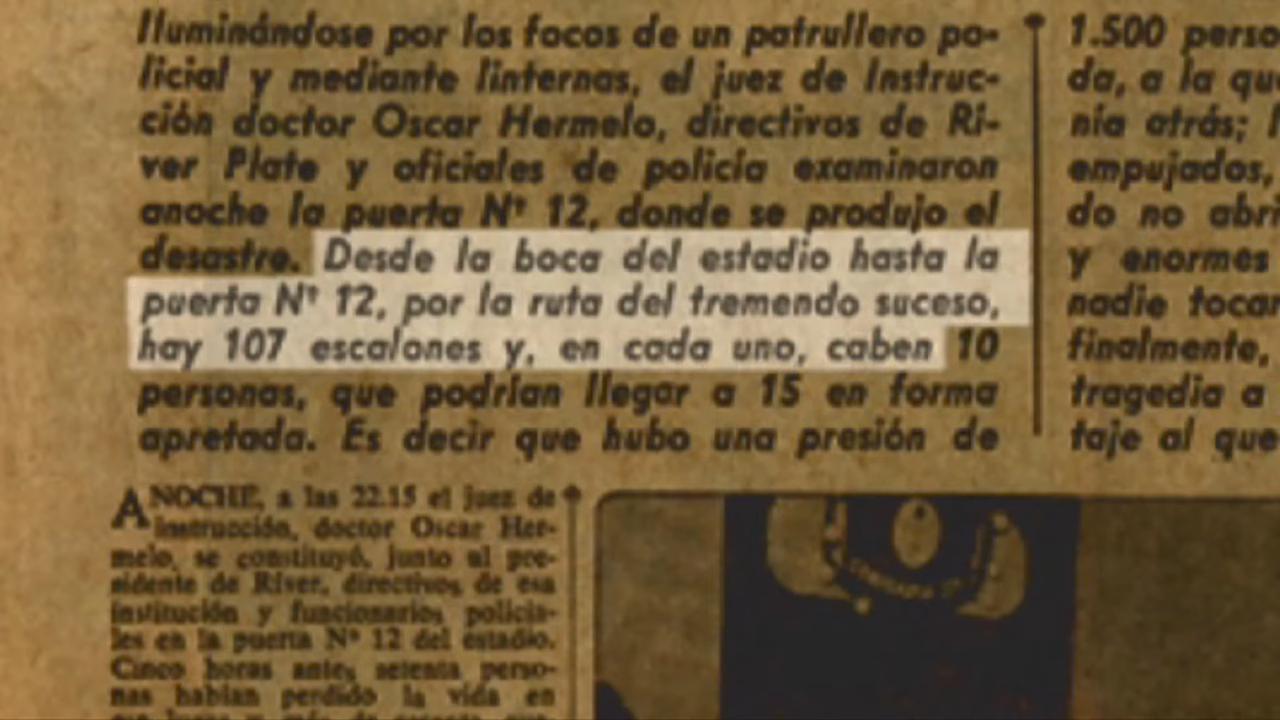 Iluminándose por los focos de un patrullero po-
licial y mediante linternas, el juez de Instruc-
ción doctor Oscar Hermelo, directivos de Ri-
ver Plate y oficiales de policía examinaron
anoche la puerta Nº 12, donde se produjo el
desastre. Desde la boca del estadio hasta la
puerta Nº 12, por la ruta del tremendo suceso,
hay 107 escalones y, en cada uno, caben 10
personas, que podrían llegar a 15 en forma
apretada. Es decir que hubo una presión de
1.500 perso
da, a la que
nía atrás;
empujados,
do no abri
y enormes
nadie tocar
finalmente,
tragedia a
taje al que
ANOCHE, a las 22.15 el juez de
instrucción, doctor Oscar Her-
melo, se constituyó, junto al pre-
sidente de River, directivos de esa
institución y funcionarios policia-
les en la puerta Nº 12 del estadio.
Cinco horas antes setenta perso-
nas habían perdido la vida en